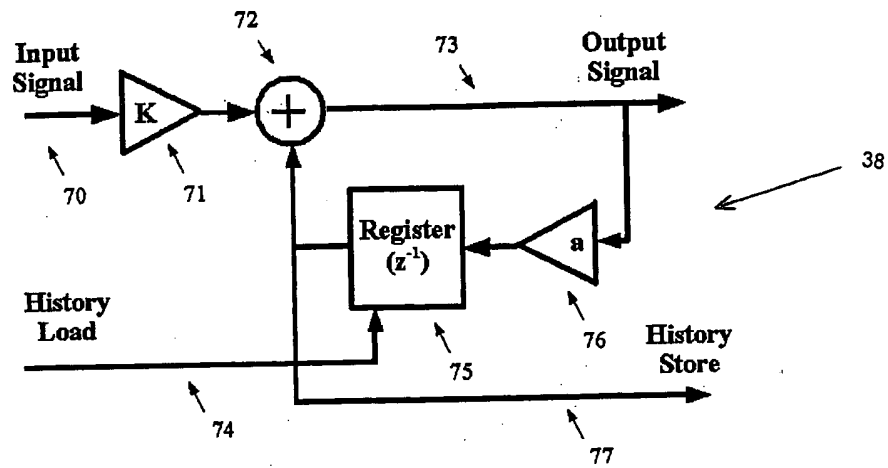 72
73
Input
Signal
Output
Signal
K
+
38
70
71
Register
(z⁻¹)
a
History
Load
76
History
Store
75
74
77